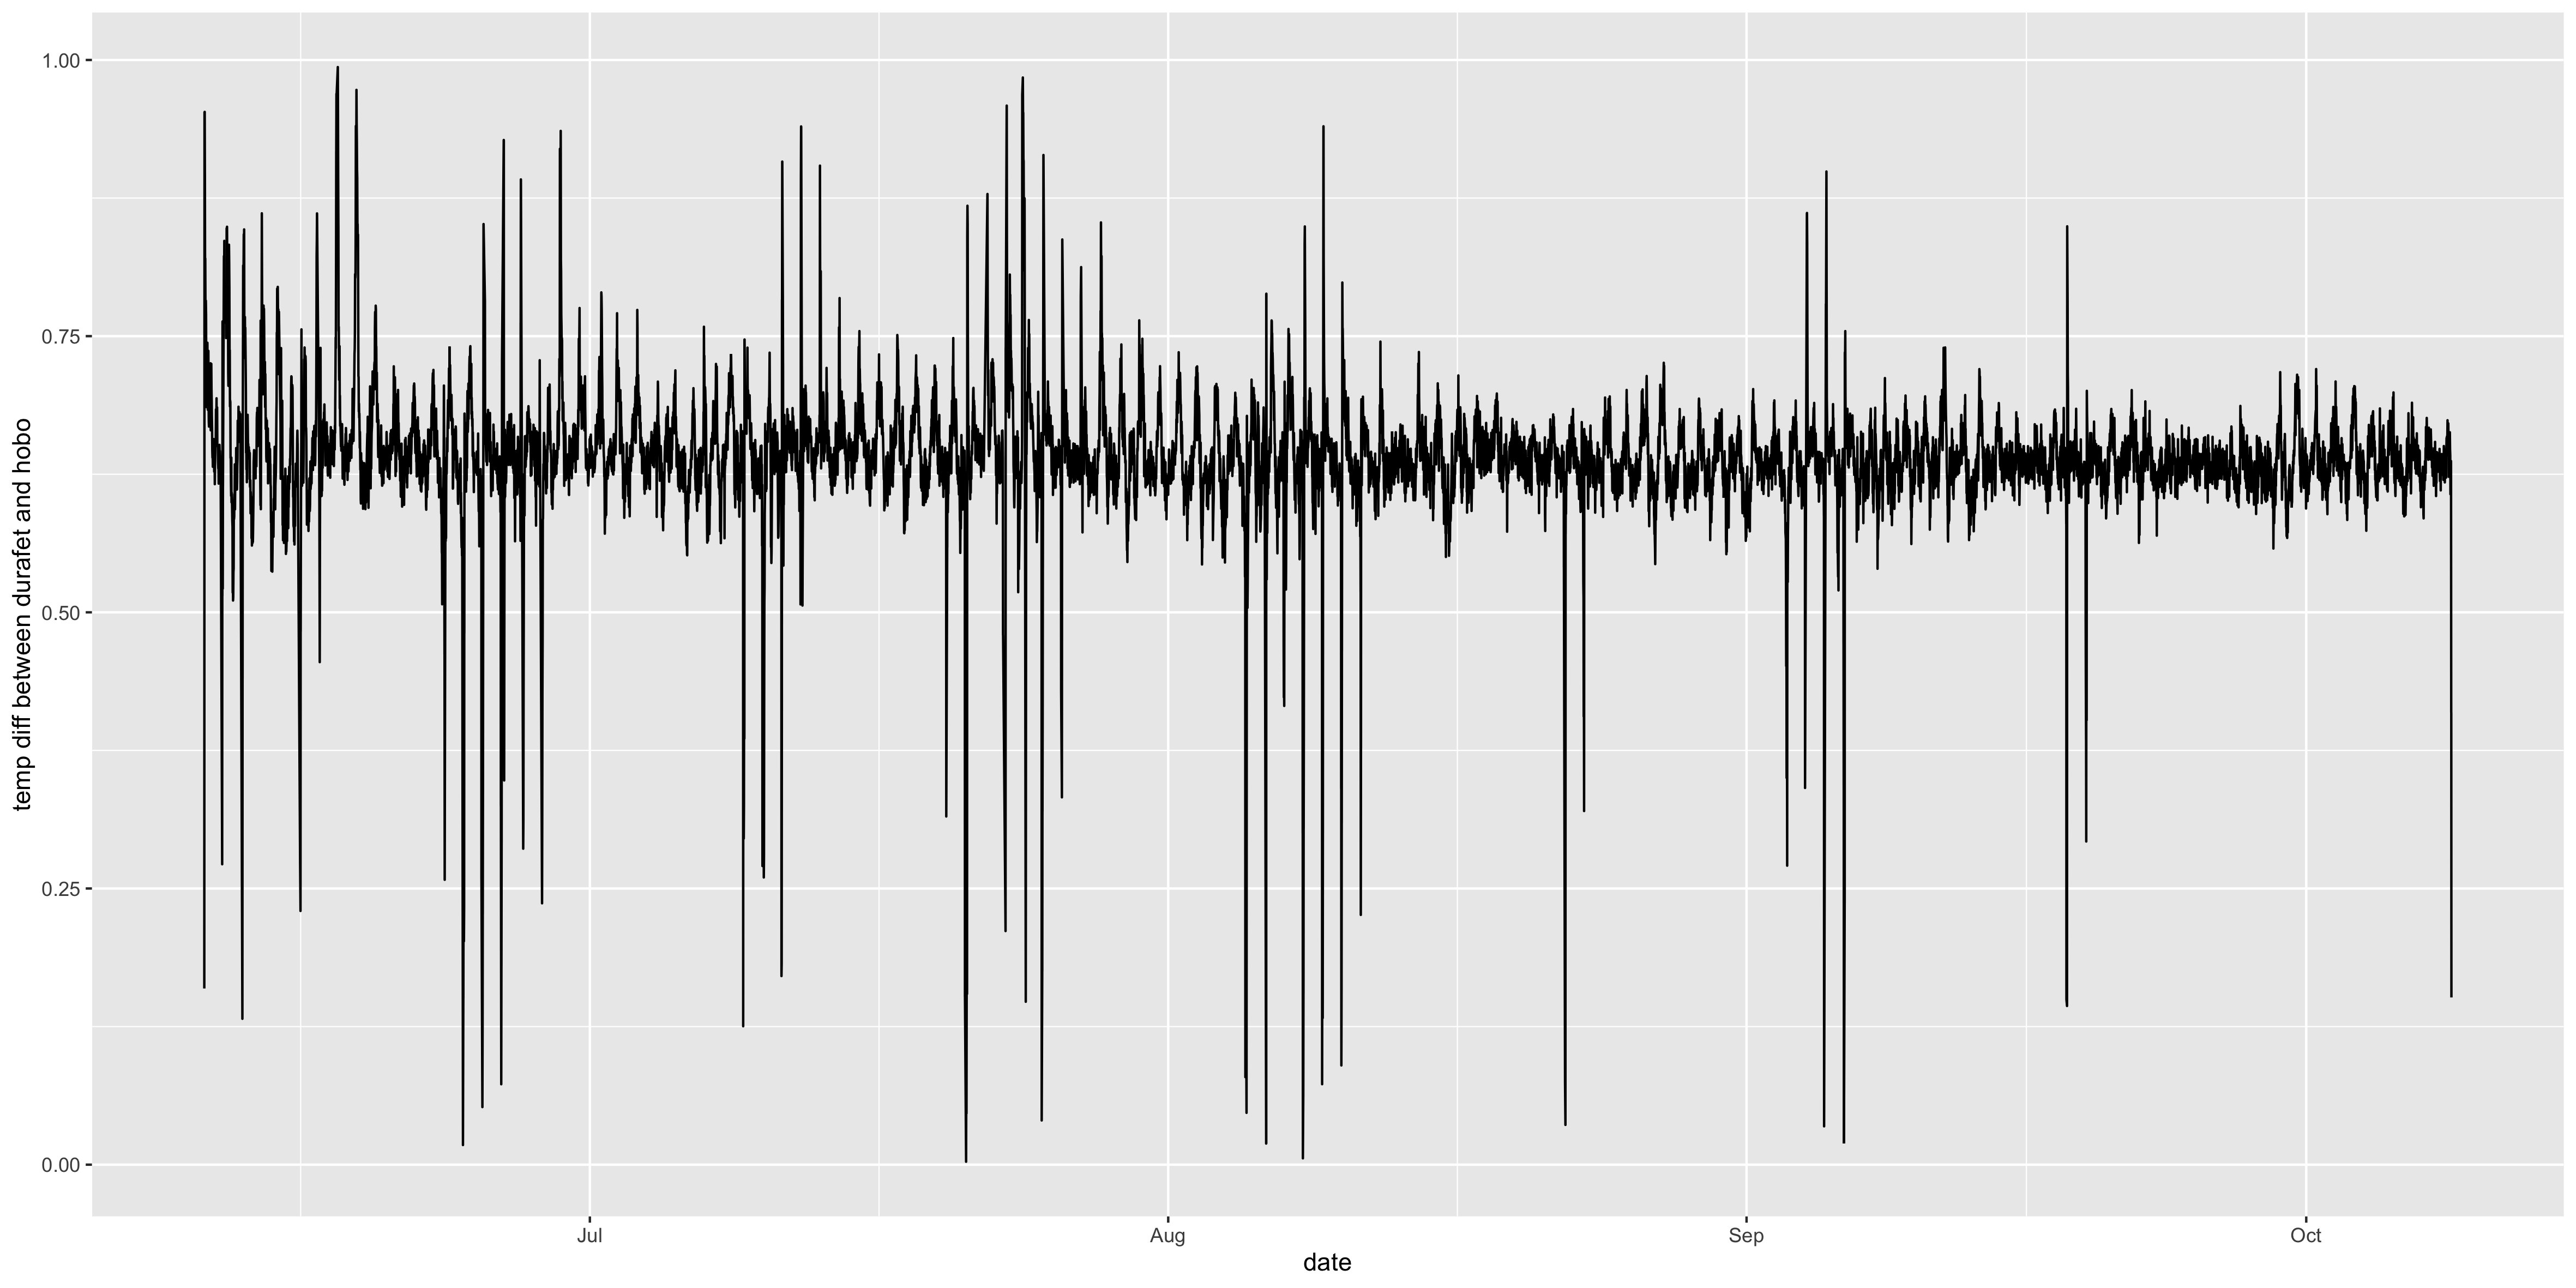 1.00
0.75
0.50
0.25
0.00
temp diff between durafet and hobo
Jul
Aug
Sep
Oct
date